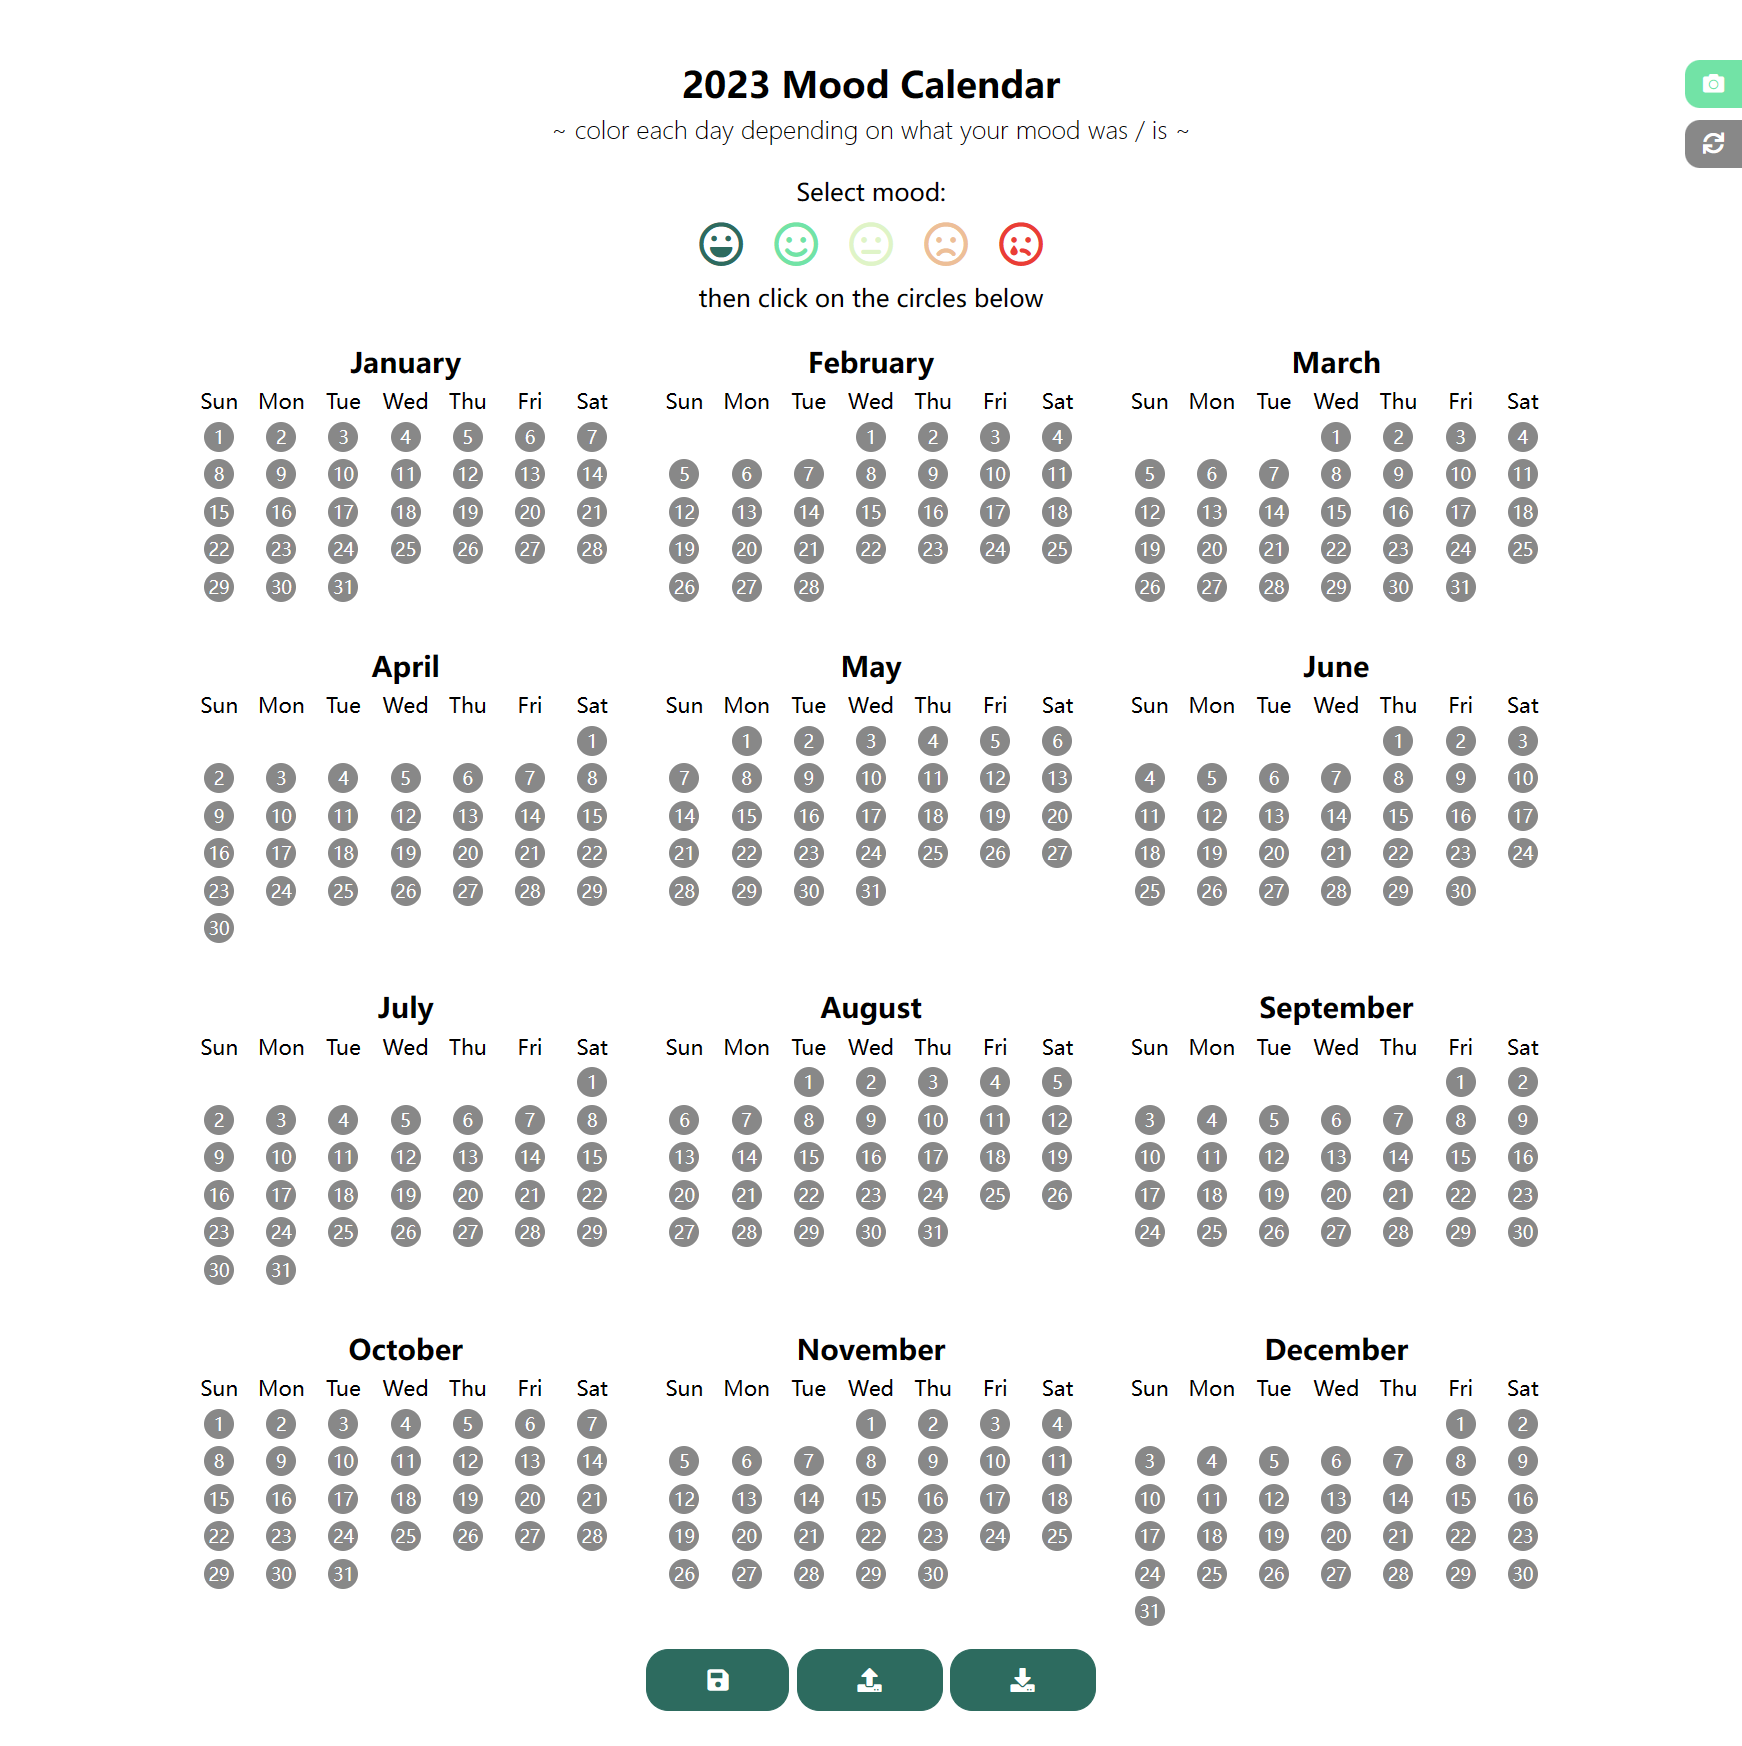 2023 Mood Calendar
~ color each day depending on what your mood was / is ~
Select mood:
then click on the circles below
January February March
Sun Mon Tue Wed Thu Fri Sat Sun Mon Tue Wed Thu Fri Sat Sun Mon Tue Wed Thu Fri Sat
1 2 3 4 5 6 7 1 2 3 4 1 2 3 4
8 9 10 11 12 13 14 5 6 7 8 9 10 11 5 6 7 8 9 10 11
15 16 17 18 19 20 21 12 13 14 15 16 17 18 12 13 14 15 16 17 18
22 23 24 25 26 27 28 19 20 21 22 23 24 25 19 20 21 22 23 24 25
29 30 31 26 27 28 26 27 28 29 30 31
April May June
Sun Mon Tue Wed Thu Fri Sat Sun Mon Tue Wed Thu Fri Sat Sun Mon Tue Wed Thu Fri Sat
1 1 2 3 4 5 6 1 2 3
2 3 4 5 6 7 8 7 8 9 10 11 12 13 4 5 6 7 8 9 10
9 10 11 12 13 14 15 14 15 16 17 18 19 20 11 12 13 14 15 16 17
16 17 18 19 20 21 22 21 22 23 24 25 26 27 18 19 20 21 22 23 24
23 24 25 26 27 28 29 28 29 30 31 25 26 27 28 29 30
30
July August September
Sun Mon Tue Wed Thu Fri Sat Sun Mon Tue Wed Thu Fri Sat Sun Mon Tue Wed Thu Fri Sat
1 1 2 3 4 5 1 2
2 3 4 5 6 7 8 6 7 8 9 10 11 12 3 4 5 6 7 8 9
9 10 11 12 13 14 15 13 14 15 16 17 18 19 10 11 12 13 14 15 16
16 17 18 19 20 21 22 20 21 22 23 24 25 26 17 18 19 20 21 22 23
23 24 25 26 27 28 29 27 28 29 30 31 24 25 26 27 28 29 30
30 31
October November December
Sun Mon Tue Wed Thu Fri Sat Sun Mon Tue Wed Thu Fri Sat Sun Mon Tue Wed Thu Fri Sat
1 2 3 4 5 6 7 1 2 3 4 1 2
8 9 10 11 12 13 14 5 6 7 8 9 10 11 3 4 5 6 7 8 9
15 16 17 18 19 20 21 12 13 14 15 16 17 18 10 11 12 13 14 15 16
22 23 24 25 26 27 28 19 20 21 22 23 24 25 17 18 19 20 21 22 23
29 30 31 26 27 28 29 30 24 25 26 27 28 29 30
31